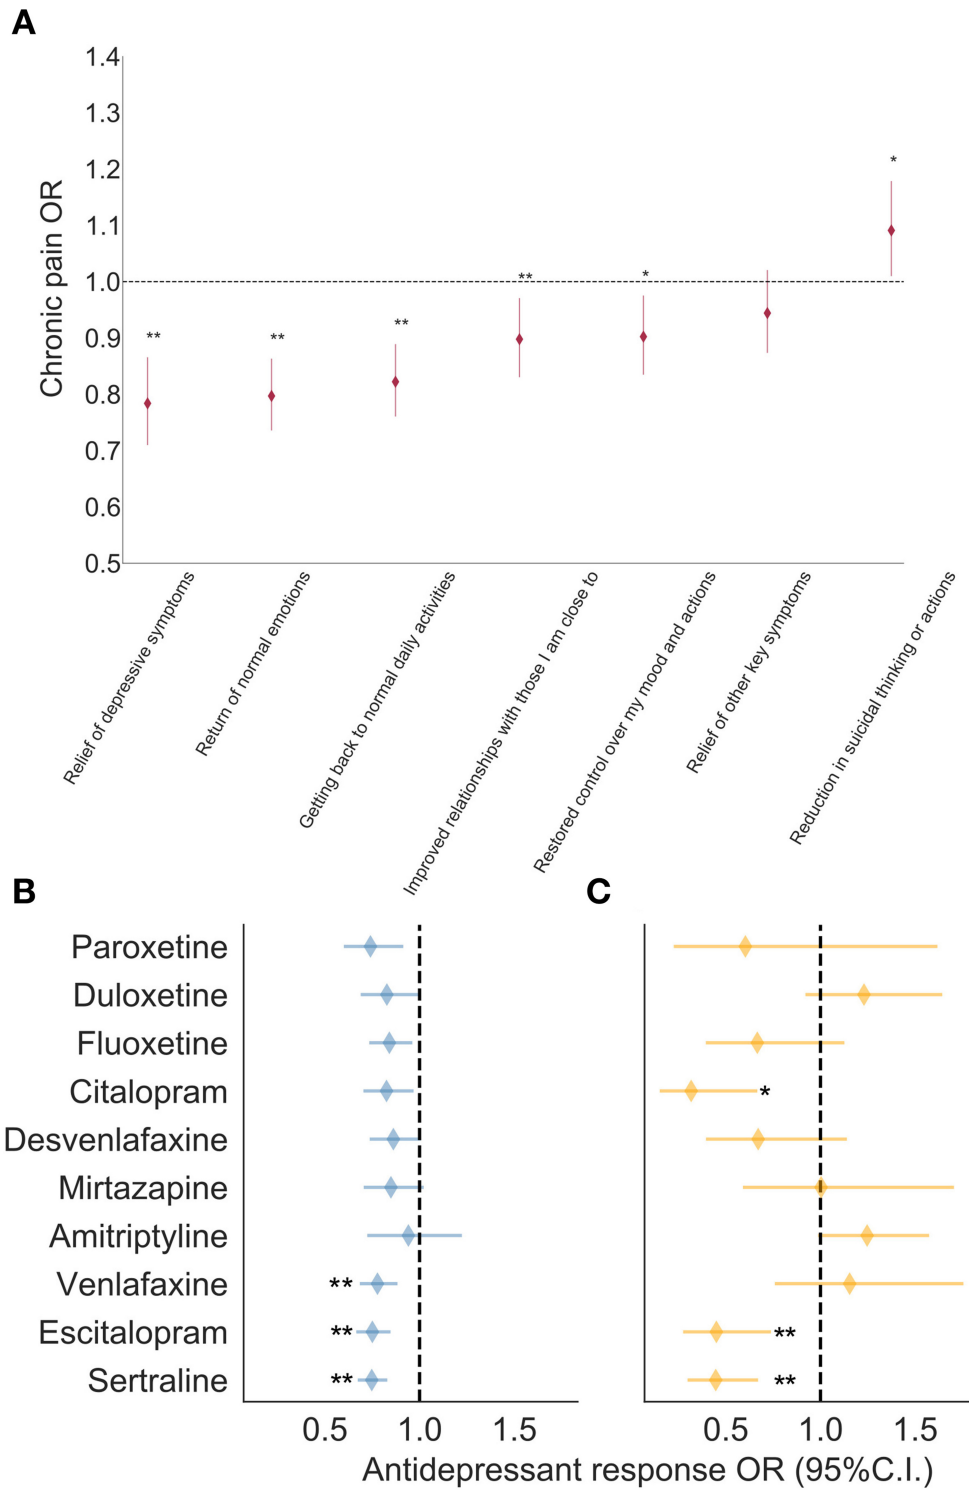 A
Chronic pain OR
1.4
1.3
1.2
1.1
1.0
0.9
0.8
0.7
0.6
0.5
**
**
**
**
*
*
Relief of depressive symptoms
Return of normal emotions
Getting back to normal daily activities
Improved relationships with those I am close to
Restored control over my mood and actions
Relief of other key symptoms
Reduction in suicidal thinking or actions
B
C
Paroxetine
Duloxetine
Fluoxetine
Citalopram *
Desvenlafaxine
Mirtazapine
Amitriptyline
Venlafaxine **
Escitalopram ** **
Sertraline ** **
0.5 1.0 1.5 0.5 1.0 1.5
Antidepressant response OR (95%C.I.)